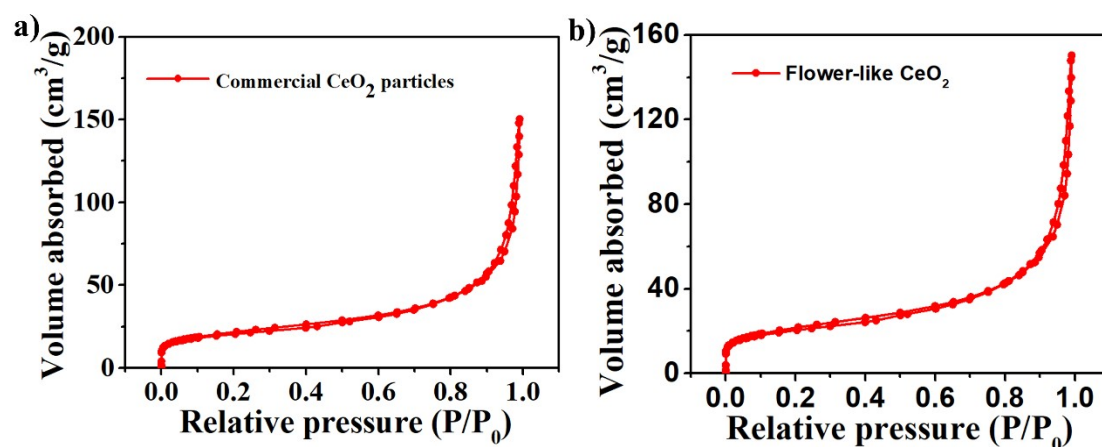 a)
Volume absorbed (cm³/g)
200
150
100
50
0
Commercial CeO₂ particles
0.0 0.2 0.4 0.6 0.8 1.0
Relative pressure (P/P₀)
b)
Volume absorbed (cm³/g)
160
120
80
40
0
Flower-like CeO₂
0.0 0.2 0.4 0.6 0.8 1.0
Relative pressure (P/P₀)